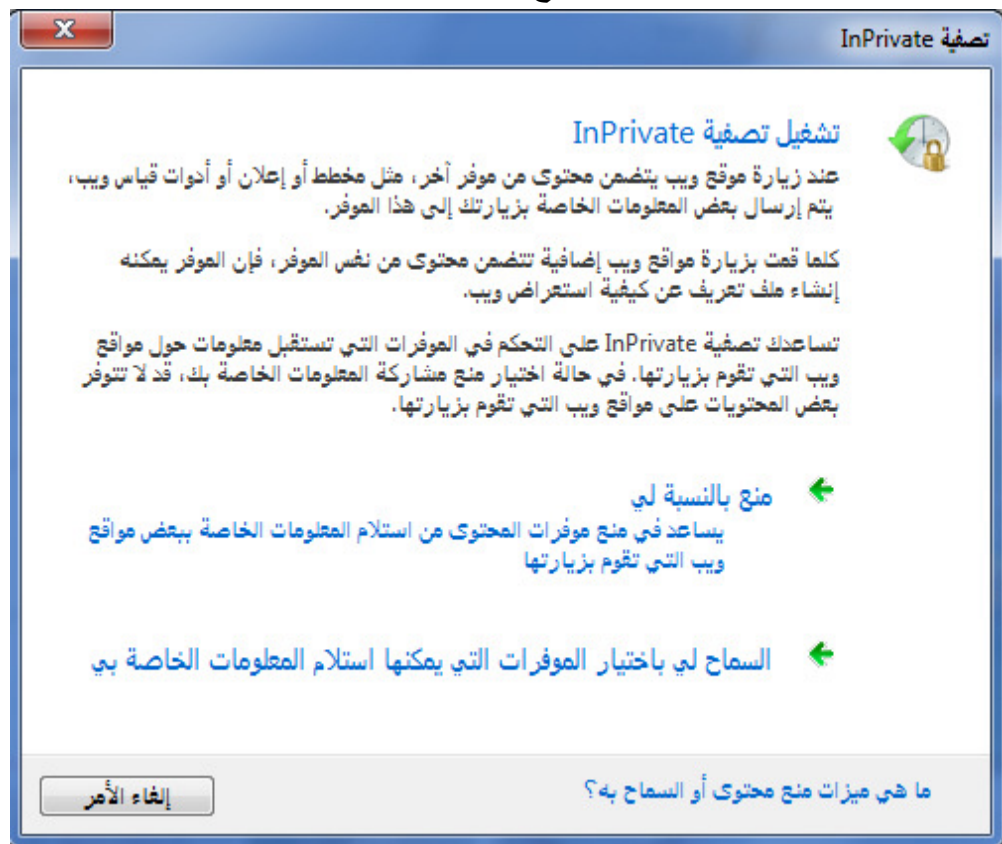 تصفية InPrivate
تشغيل تصفية InPrivate
عند زيارة موقع ويب يتضمن محتوى من موفر آخر، مثل مخطط أو إعلان أو أدوات قياس ويب،
يتم إرسال بعض المعلومات الخاصة بزيارتك إلى هذا الموفر.
كلما قمت بزيارة مواقع ويب إضافية تتضمن محتوى من نفس الموفر، فإن الموفر يمكنه
إنشاء ملف تعريف عن كيفية استعراض ويب.
تساعدك تصفية InPrivate على التحكم في الموفرات التي تستقبل معلومات حول مواقع
ويب التي تقوم بزيارتها. في حالة اختيار منع مشاركة المعلومات الخاصة بك، قد لا تتوفر
بعض المحتويات على مواقع ويب التي تقوم بزيارتها.
منع بالنسبة لي
يساعد في منع موفرات المحتوى من استلام المعلومات الخاصة ببعض مواقع
ويب التي تقوم بزيارتها
السماح لي باختيار الموفرات التي يمكنها استلام المعلومات الخاصة بي
ما هي ميزات منع محتوى أو السماح به؟
إلغاء الأمر